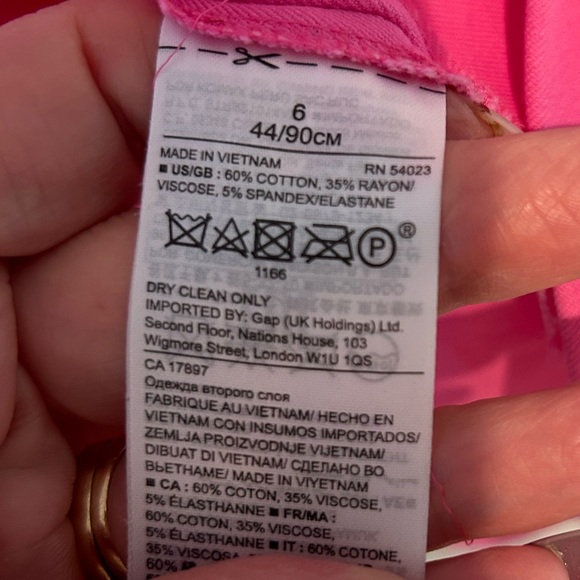 6
44/90CM
MADE IN VIETNAM RN 54023
■ US/GB : 60% COTTON, 35% RAYON/
VISCOSE, 5% SPANDEX/ELASTANE
P ®
1166
DRY CLEAN ONLY
IMPORTED BY: Gap (UK Holdings) Ltd.
Second Floor, Nations House, 103
Wigmore Street, London W1U 1QS
CA 17897
Одежда второго слоя
FABRIQUE AU VIETNAM/ HECHO EN
VIETNAM CON INSUMOS IMPORTADOS/
ZEMLJA PROIZVODNJE VIJETNAM/
DIBUAT DI VIETNAM/ СДЕЛАНО ВО
ВЬЕТНАМЕ/ MADE IN VIYETNAM
■ CA : 60% COTON, 35% VISCOSE,
5% ÉLASTHANNE ■ FR/MA :
60% COTON, 35% VISCOSE,
5% ÉLASTHANNE ■ IT : 60% COTONE,
35% VISCOSA,
60%